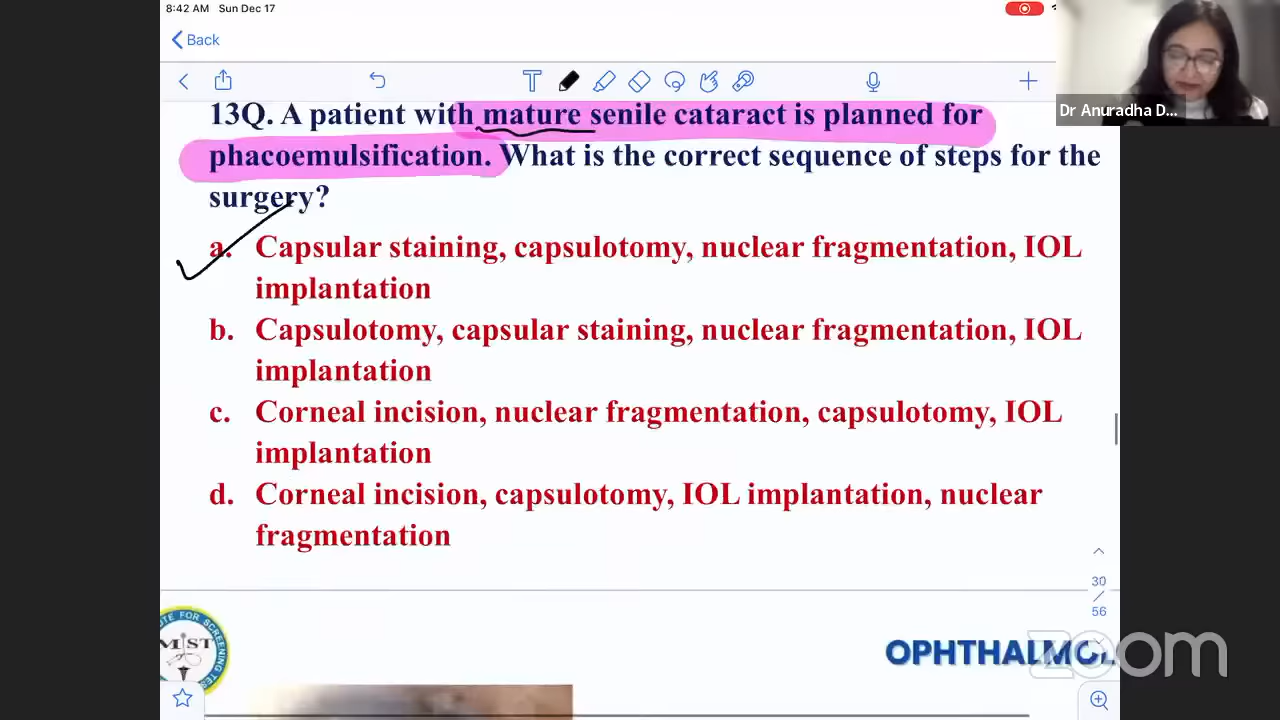 8:42 AM Sun Dec 17
Back
Dr Anuradha D...
13Q. A patient with mature senile cataract is planned for
phacoemulsification. What is the correct sequence of steps for the
surgery?
a. Capsular staining, capsulotomy, nuclear fragmentation, IOL
implantation
b. Capsulotomy, capsular staining, nuclear fragmentation, IOL
implantation
c. Corneal incision, nuclear fragmentation, capsulotomy, IOL
implantation
d. Corneal incision, capsulotomy, IOL implantation, nuclear
fragmentation
30
/
56
OPHTHALMOL
zoom